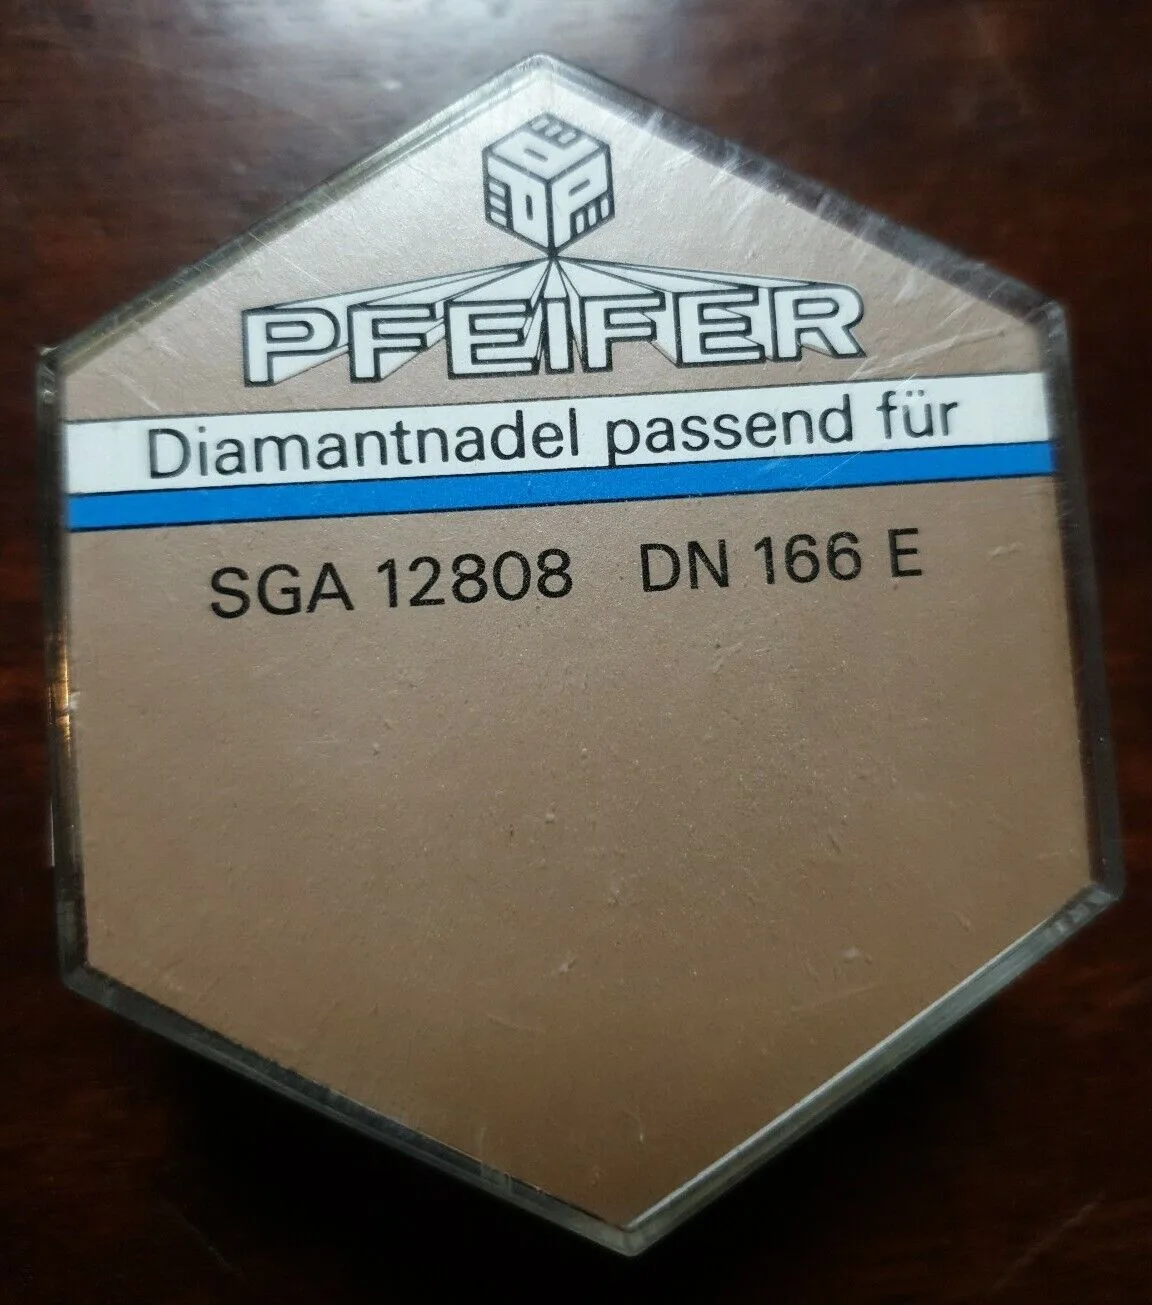 PFEIFER
Diamantnadel passend für
SGA 12808 DN 166 E